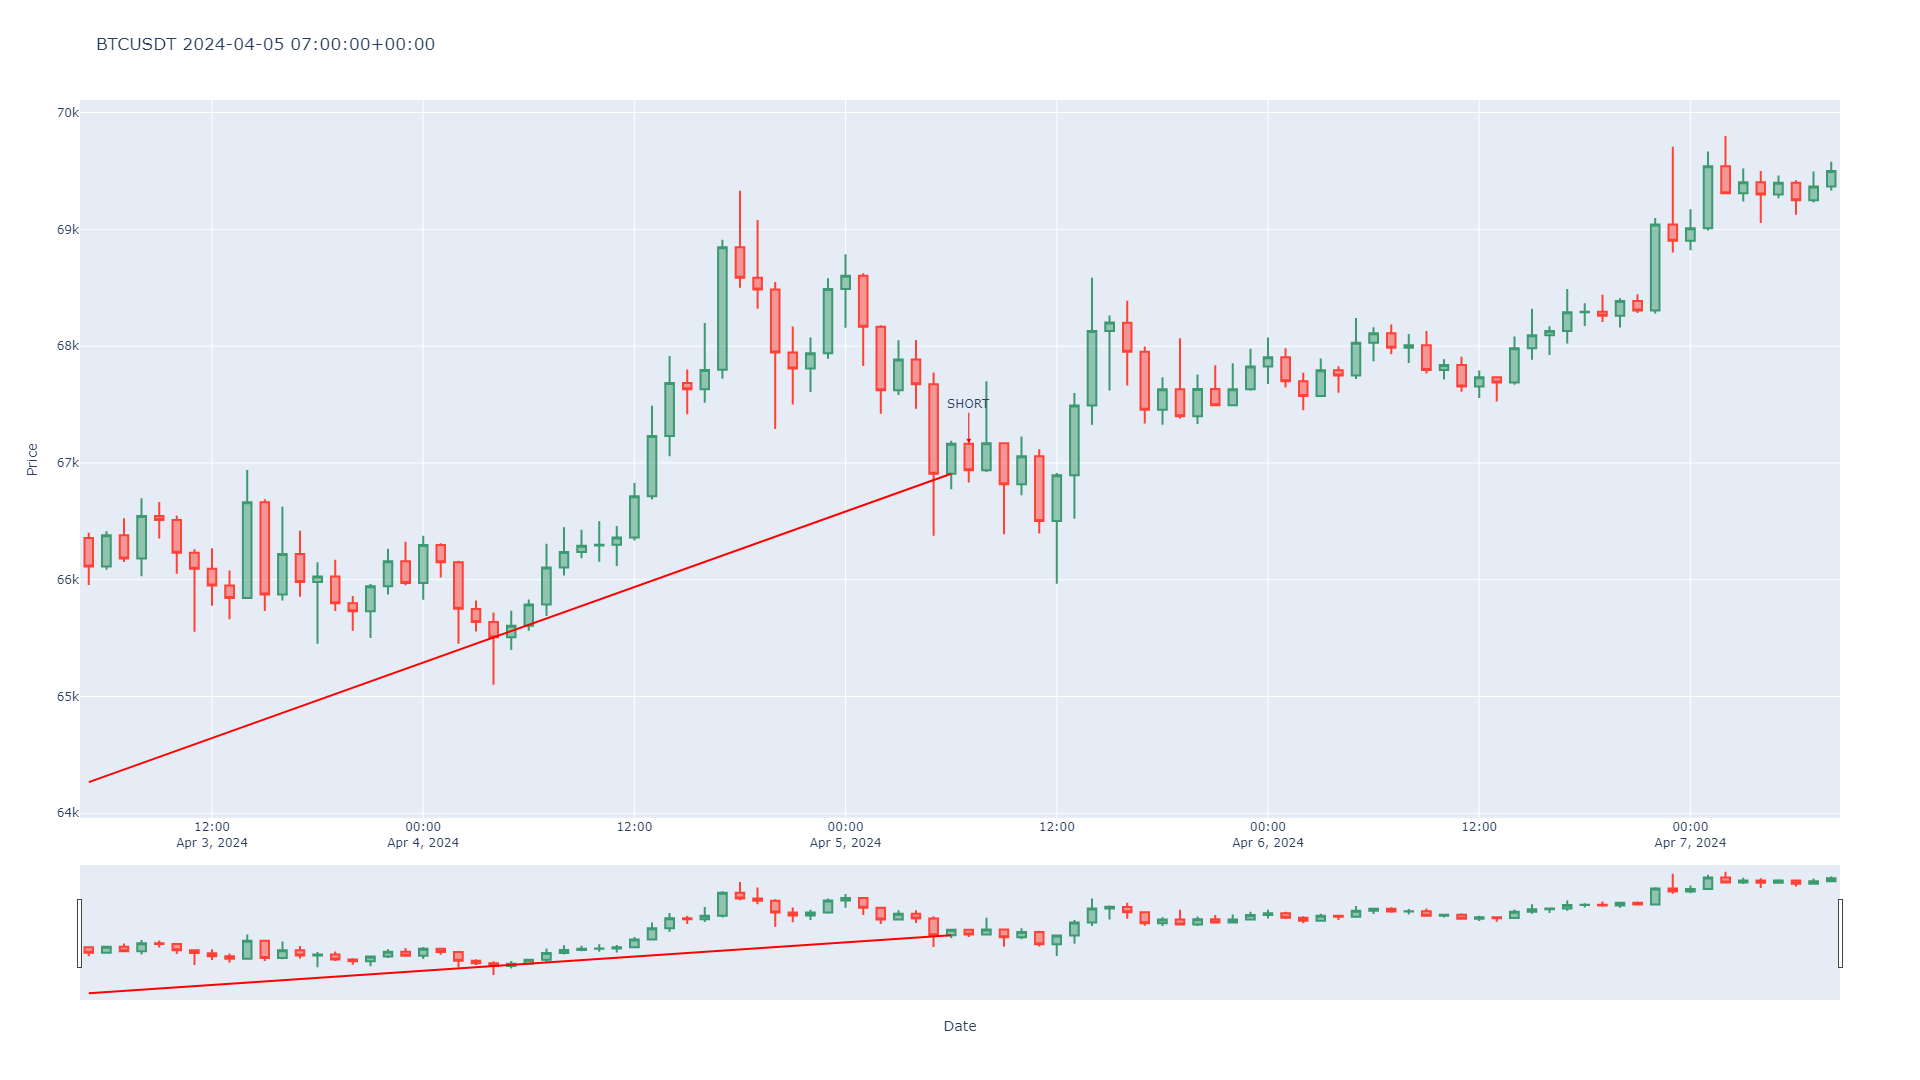 BTCUSDT 2024-04-05 07:00:00+00:00
70k
69k
68k
67k
66k
65k
64k
Price
SHORT
12:00
Apr 3, 2024
00:00
Apr 4, 2024
12:00
00:00
Apr 5, 2024
12:00
00:00
Apr 6, 2024
12:00
00:00
Apr 7, 2024
Date